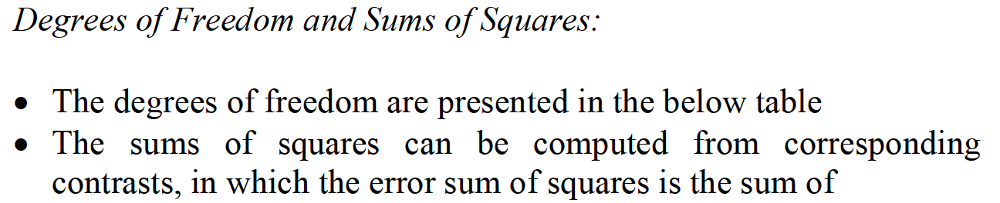 Degrees of Freedom and Sums of Squares:
• The degrees of freedom are presented in the below table
• The sums of squares can be computed from corresponding
contrasts, in which the error sum of squares is the sum of